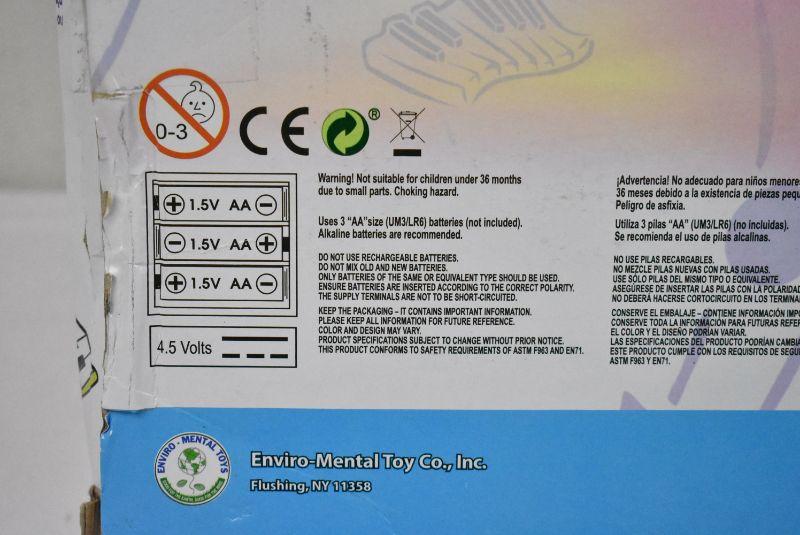 0-3
CE
®
⊕ 1.5V AA ⊖
⊖ 1.5V AA ⊕
⊕ 1.5V AA ⊖
4.5 Volts
Warning! Not suitable for children under 36 months
due to small parts. Choking hazard.
Uses 3 “AA”size (UM3/LR6) batteries (not included).
Alkaline batteries are recommended.
DO NOT USE RECHARGEABLE BATTERIES.
DO NOT MIX OLD AND NEW BATTERIES.
ONLY BATTERIES OF THE SAME OR EQUIVALENT TYPE SHOULD BE USED.
ENSURE BATTERIES ARE INSERTED ACCORDING TO THE CORRECT POLARITY.
THE SUPPLY TERMINALS ARE NOT TO BE SHORT-CIRCUITED.
KEEP THE PACKAGING – IT CONTAINS IMPORTANT INFORMATION.
PLEASE KEEP ALL INFORMATION FOR FUTURE REFERENCE.
COLOR AND DESIGN MAY VARY.
PRODUCT SPECIFICATIONS SUBJECT TO CHANGE WITHOUT PRIOR NOTICE.
THIS PRODUCT CONFORMS TO SAFETY REQUIREMENTS OF ASTM F963 AND EN71.
¡Advertencia! No adecuado para niños menores
36 meses debido a la existencia de piezas peq
Peligro de asfixia.
Utiliza 3 pilas “AA” (UM3/LR6) (no incluidas).
Se recomienda el uso de pilas alcalinas.
NO USE PILAS RECARGABLES.
NO MEZCLE PILAS NUEVAS CON PILAS USADAS.
USE SÓLO PILAS DEL MISMO TIPO O EQUIVALENTE.
ASEGÚRESE DE INSERTAR LAS PILAS CON LA POLARIDA
NO DEBERÁ HACERSE CORTOCIRCUITO EN LOS TERMINA
CONSERVE EL EMBALAJE – CONTIENE INFORMACIÓN IMPO
CONSERVE TODA LA INFORMACIÓN PARA FUTURAS REFER
EL COLOR Y EL DISEÑO PODRÍAN VARIAR.
LAS ESPECIFICACIONES DEL PRODUCTO PODRÍAN CAMBIA
ESTE PRODUCTO CUMPLE CON LOS REQUISITOS DE SEGU
ASTM F963 Y EN71.
ENVIRO - MENTAL TOYS
Enviro-Mental Toy Co., Inc.
Flushing, NY 11358